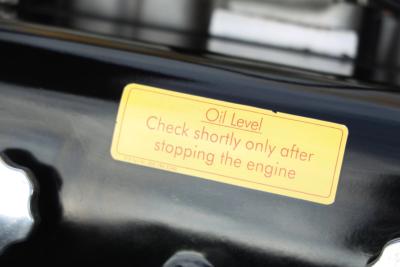 Oil Level
Check shortly only after
stopping the engine